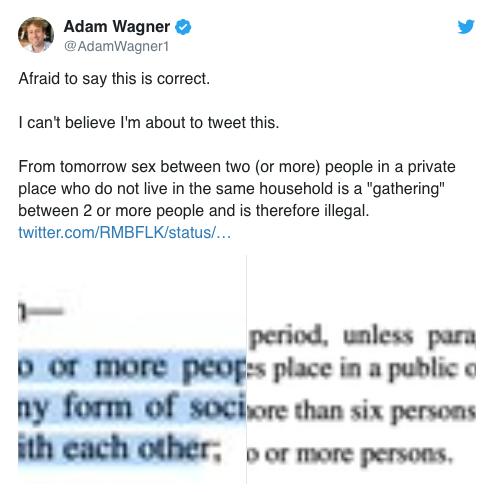 Adam Wagner
@AdamWagner1
Afraid to say this is correct.
I can't believe I'm about to tweet this.
From tomorrow sex between two (or more) people in a private
place who do not live in the same household is a "gathering"
between 2 or more people and is therefore illegal.
twitter.com/RMBFLK/status/…
o or more peop
ny form of soci
ith each other;
period, unless para
es place in a public o
ore than six persons
o or more persons.